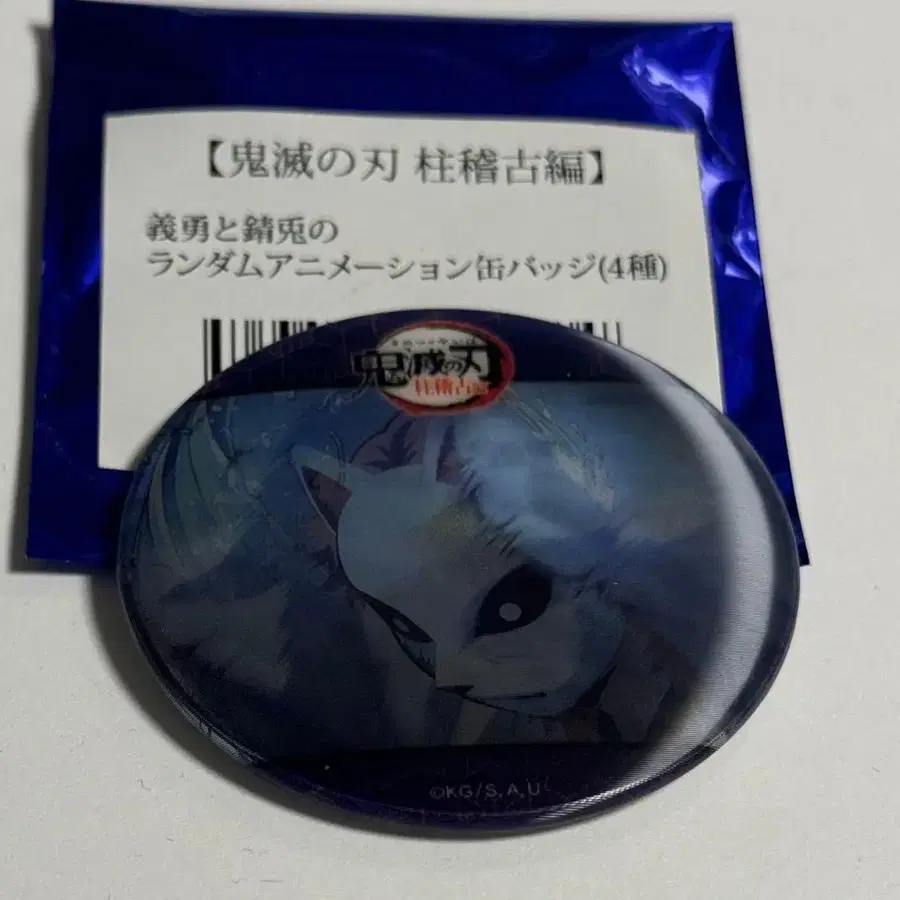 【鬼滅の刃 柱稽古編】
義勇と錆兎の
ランダムアニメーション缶バッジ(4種)
鬼滅の刃
柱稽古編
©KG/S,A,U